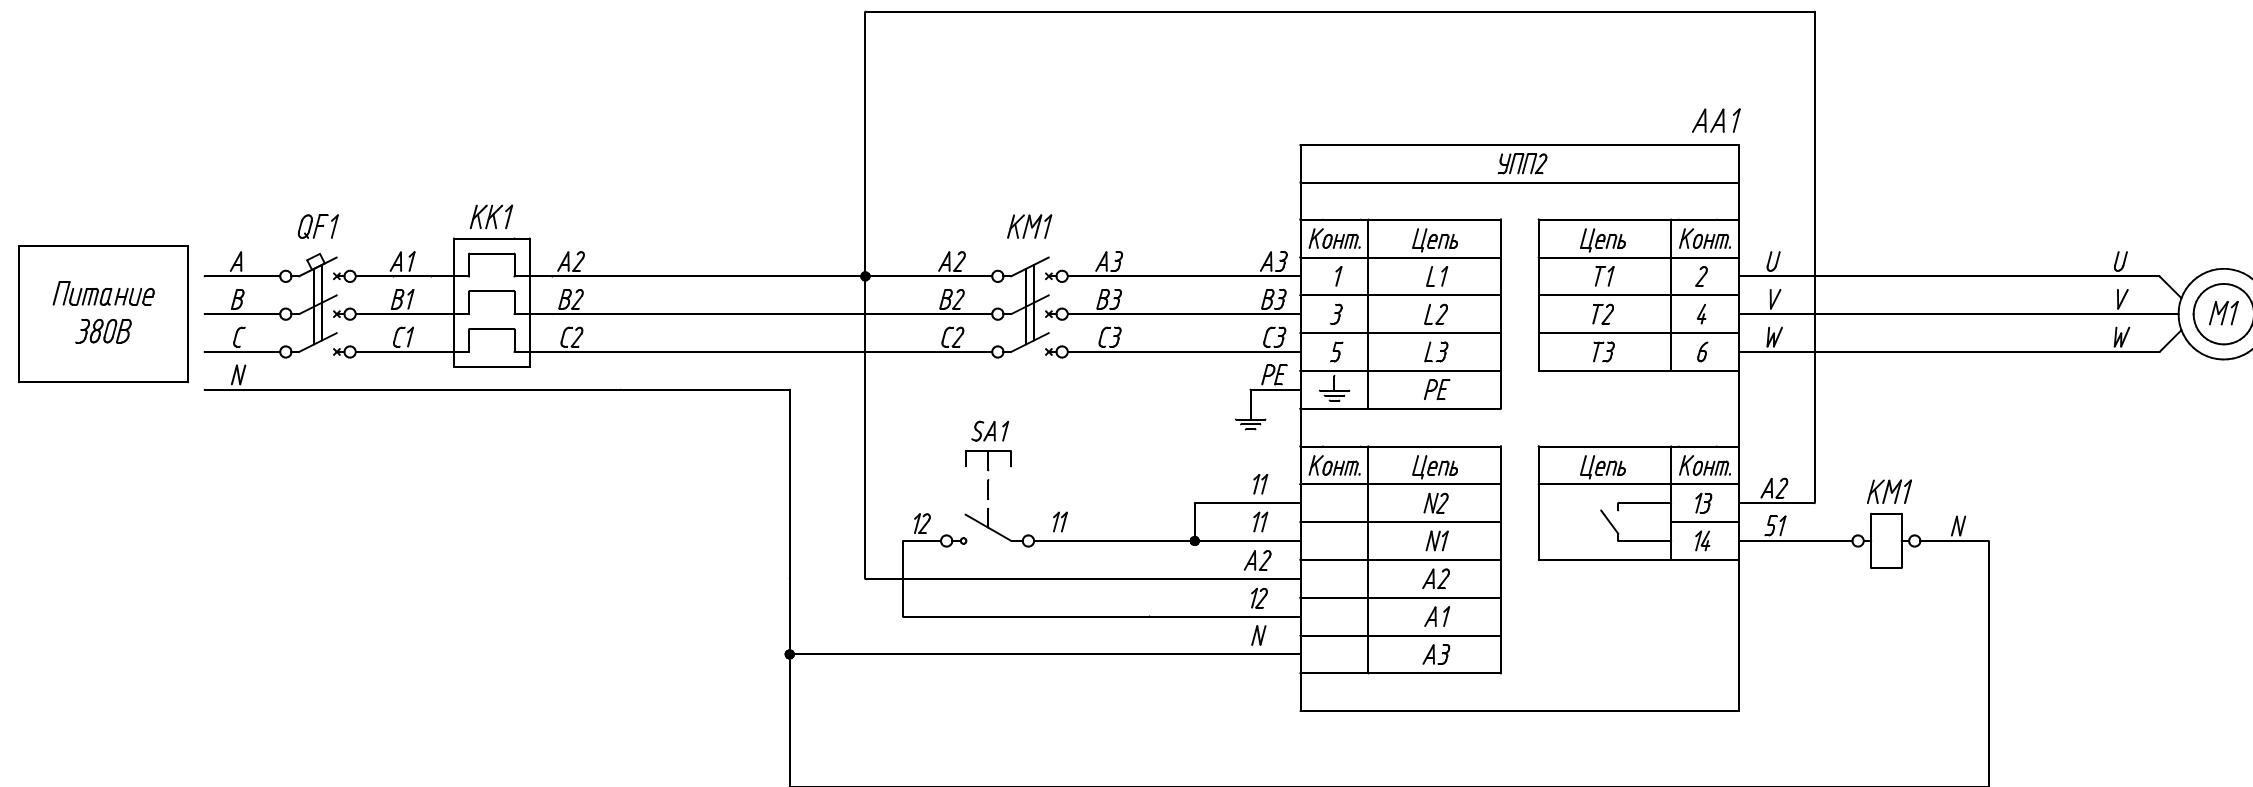 AA1
УПП2
QF1
KK1
KM1
Конт. Цепь Цепь Конт.
A A1 A2 A2 A3 A3 1 L1 T1 2 U U
Питание
380В
B B1 B2 B2 B3 B3 3 L2 T2 4 V V M1
C C1 C2 C2 C3 C3 5 L3 T3 6 W W
N PE PE
SA1
Конт. Цепь Цепь Конт.
11 N2 13 A2 KM1
12 11 11 N1 14 51 N
A2 A2
12 A1
N A3